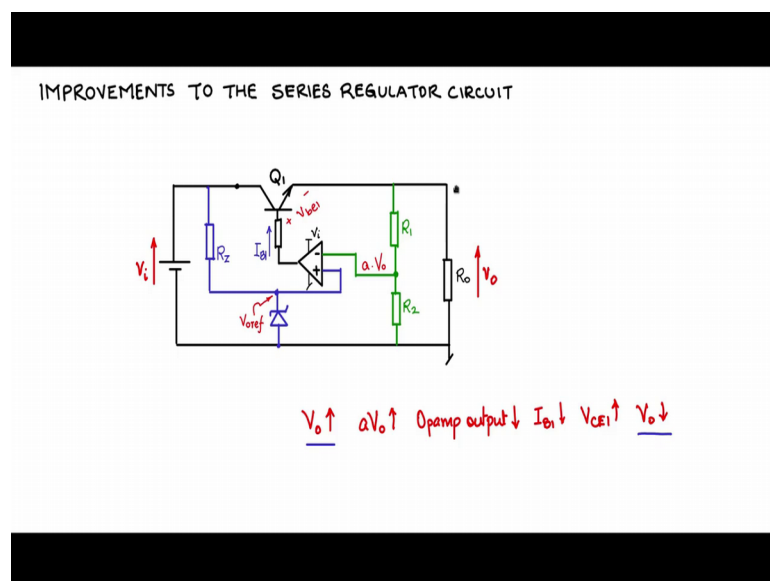 IMPROVEMENTS TO THE SERIES REGULATOR CIRCUIT
Q1
+ Vbe1 -
Vi
RZ
IB1
Vi
-
+
a.Vo
R1
Ro
Vo
Voref
R2
Vo↑ aVo↑ Opamp output↓ IB1↓ VCE1↑ Vo↓